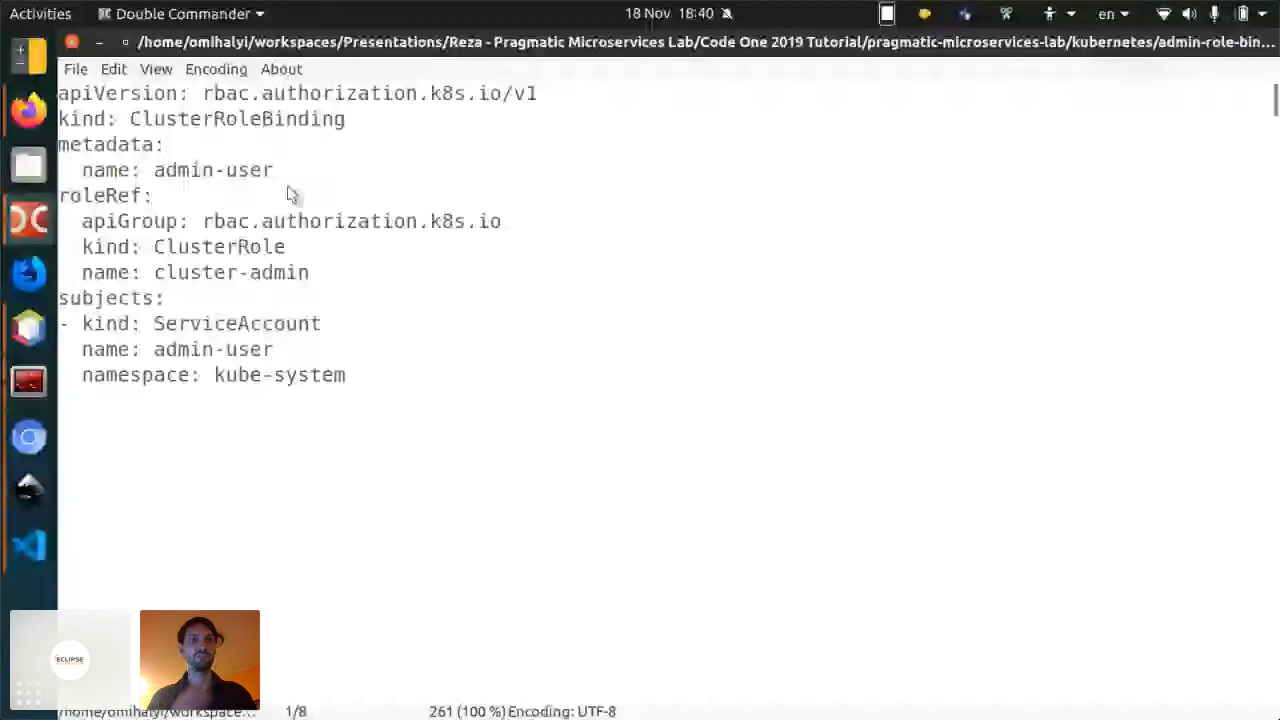 Activities Double Commander 18 Nov 18:40 en
/home/omihalyi/workspaces/Presentations/Reza - Pragmatic Microservices Lab/Code One 2019 Tutorial/pragmatic-microservices-lab/kubernetes/admin-role-bin...
File Edit View Encoding About
apiVersion: rbac.authorization.k8s.io/v1
kind: ClusterRoleBinding
metadata:
  name: admin-user
roleRef:
  apiGroup: rbac.authorization.k8s.io
  kind: ClusterRole
  name: cluster-admin
subjects:
- kind: ServiceAccount
  name: admin-user
  namespace: kube-system
ECLIPSE
/home/omihalyi/workspace... 1/8 261 (100 %) Encoding: UTF-8